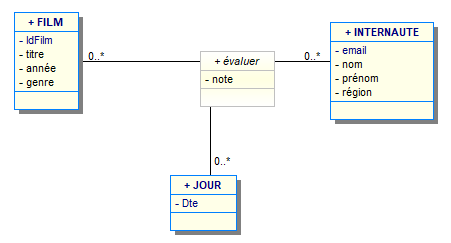 + FILM
- IdFilm
- titre
- année
- genre
0..*
+ évaluer
- note
0..*
+ INTERNAUTE
- email
- nom
- prénom
- région
0..*
+ JOUR
- Dte